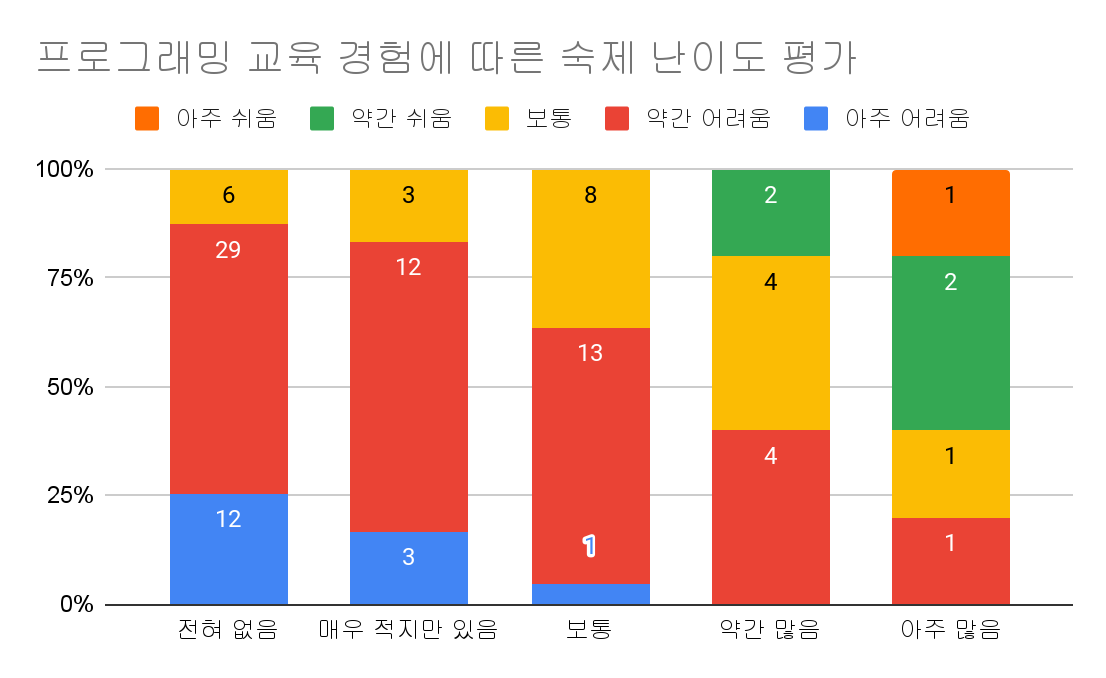 프로그래밍 교육 경험에 따른 숙제 난이도 평가
아주 쉬움 약간 쉬움 보통 약간 어려움 아주 어려움
100%
75%
50%
25%
0%
6 29 12
3 12 3
8 13 1
2 4 4
1 2 1 1
전혀 없음 매우 적지만 있음 보통 약간 많음 아주 많음